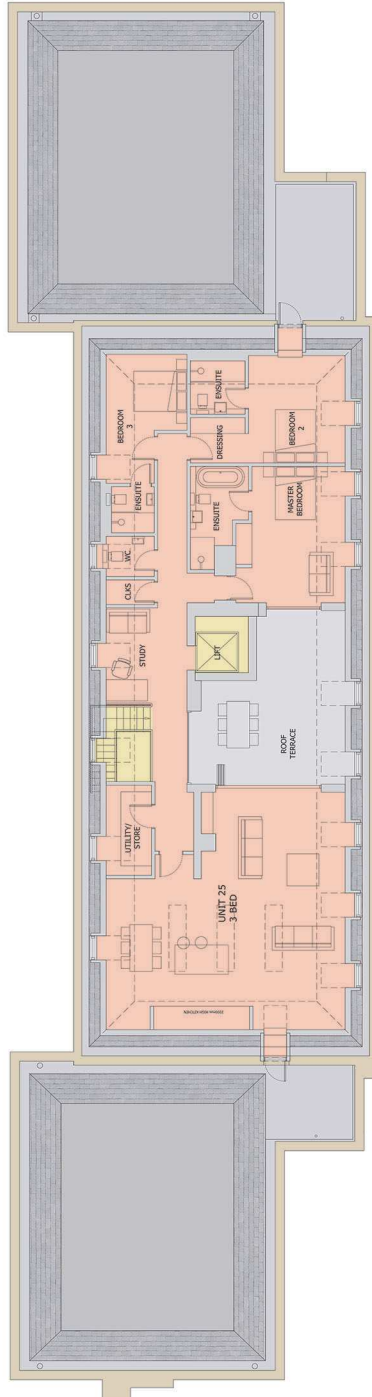 BEDROOM
3
ENSUITE
DRESSING
BEDROOM
2
ENSUITE
WC
CLKS
ENSUITE
MASTER
BEDROOM
STUDY
LIFT
ROOF
TERRACE
UTILITY/
STORE
UNIT 25
3 BED